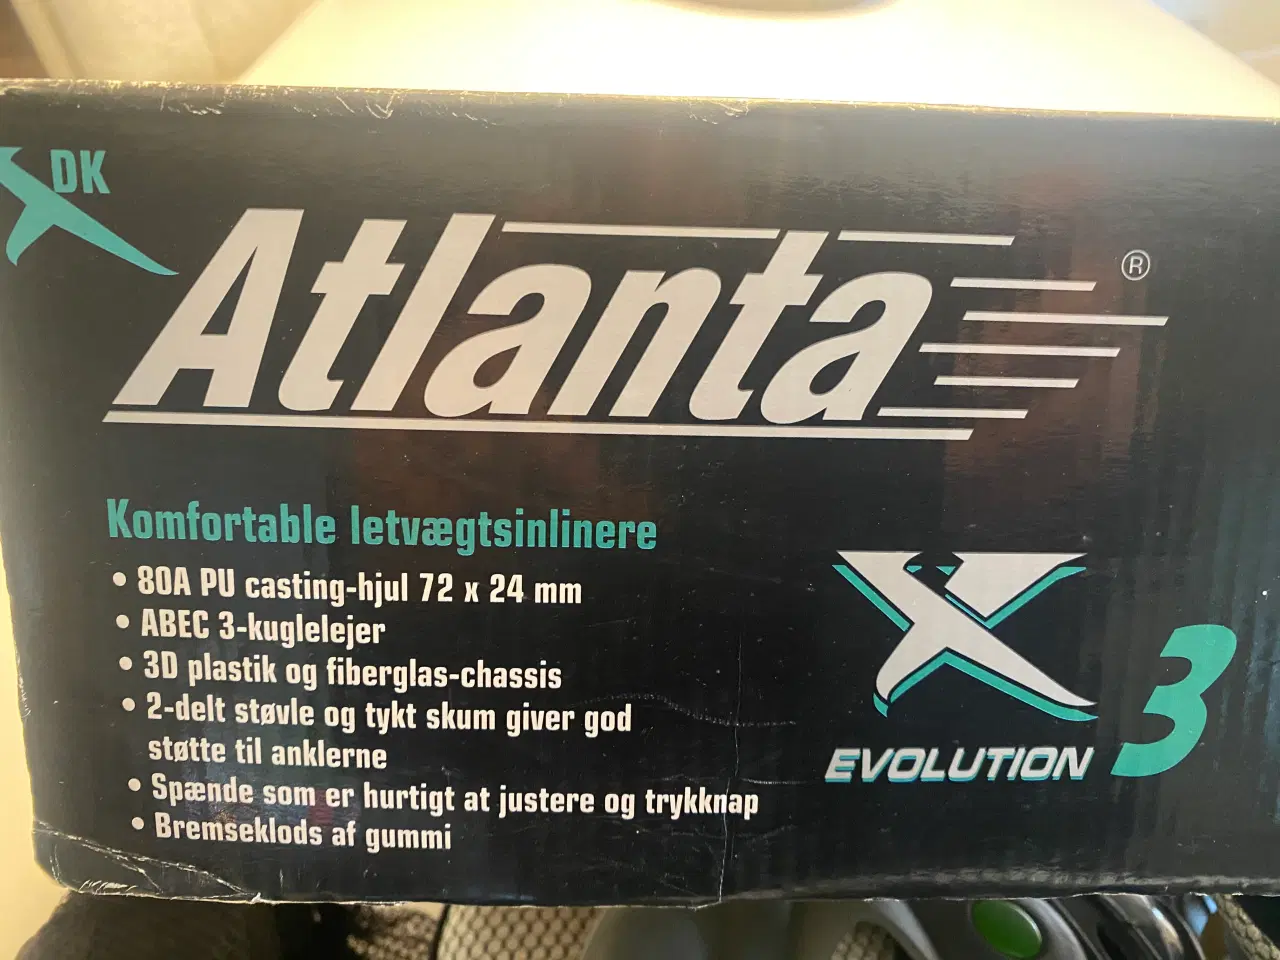 DK
Atlanta ®
Komfortable letvægtsinlinere
• 80A PU casting-hjul 72 x 24 mm
• ABEC 3-kuglelejer
• 3D plastik og fiberglas-chassis
• 2-delt støvle og tykt skum giver god
støtte til anklerne
• Spænde som er hurtigt at justere og trykknap
• Bremseklods af gummi
X
EVOLUTION 3